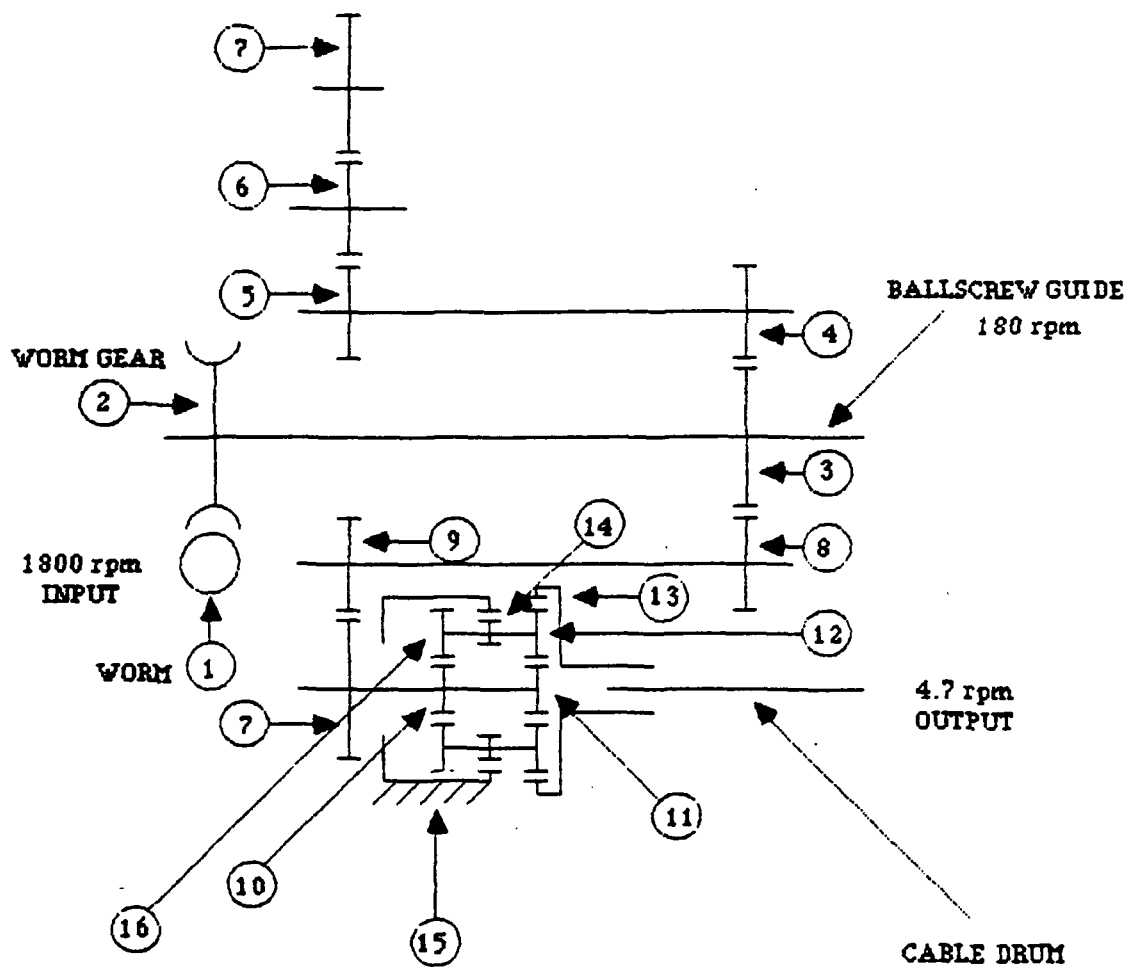 7
6
5
BALLSCREW GUIDE
180 rpm
4
WORM GEAR
2
3
14
9
8
1800 rpm
INPUT
13
12
WORM
1
4.7 rpm
OUTPUT
7
11
10
16
15
CABLE DRUM